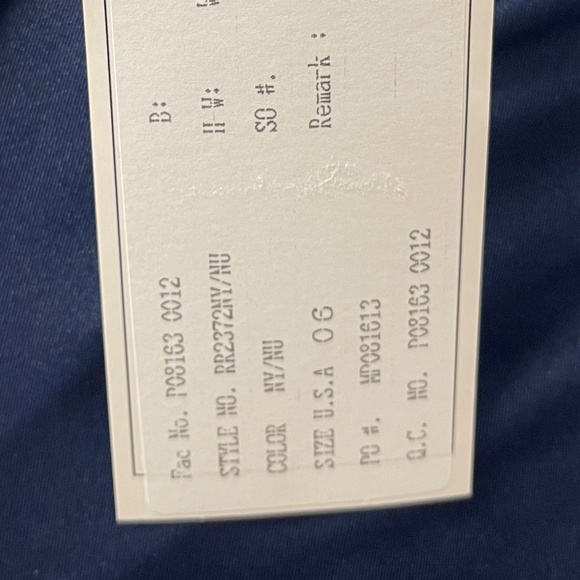 Fac No. P08163 0012 B:
STYLE NO. RR2372NY/NU H W:
COLOR NY/NU SO #.
SIZE U.S.A 06 Remark :
PO #. MP081613
Q.C. NO. P08163 0012